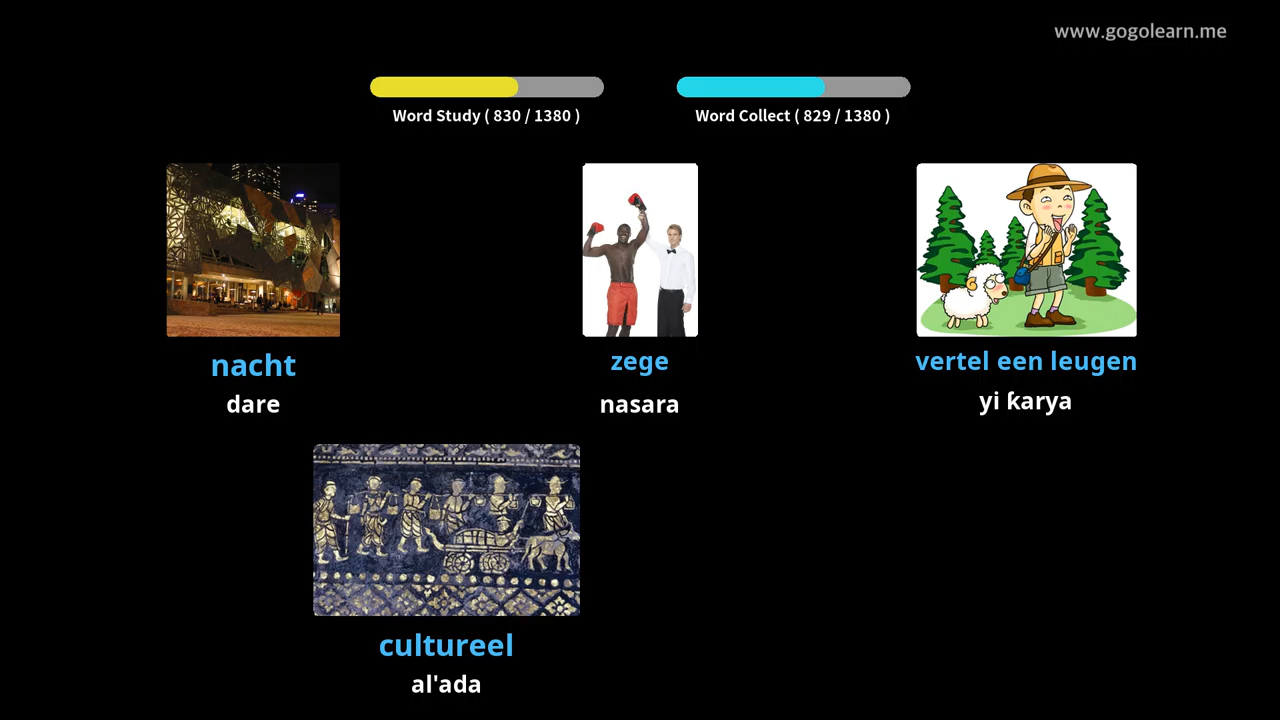 www.gogolearn.me
Word Study ( 830 / 1380 )
Word Collect ( 829 / 1380 )
nacht
dare
zege
nasara
vertel een leugen
yi ƙarya
cultureel
al'ada